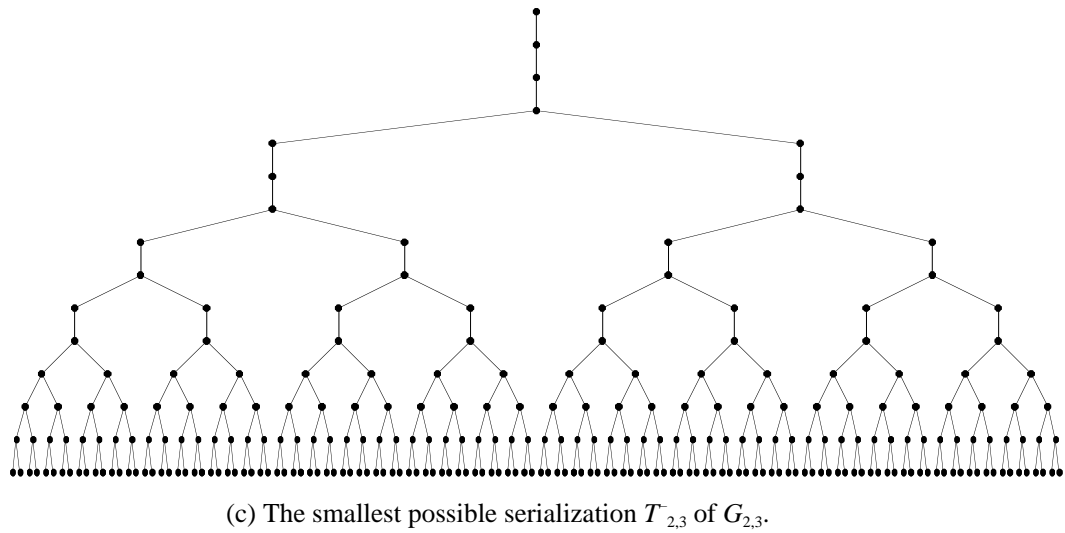 (c) The smallest possible serialization T⁻₂,₃ of G₂,₃.